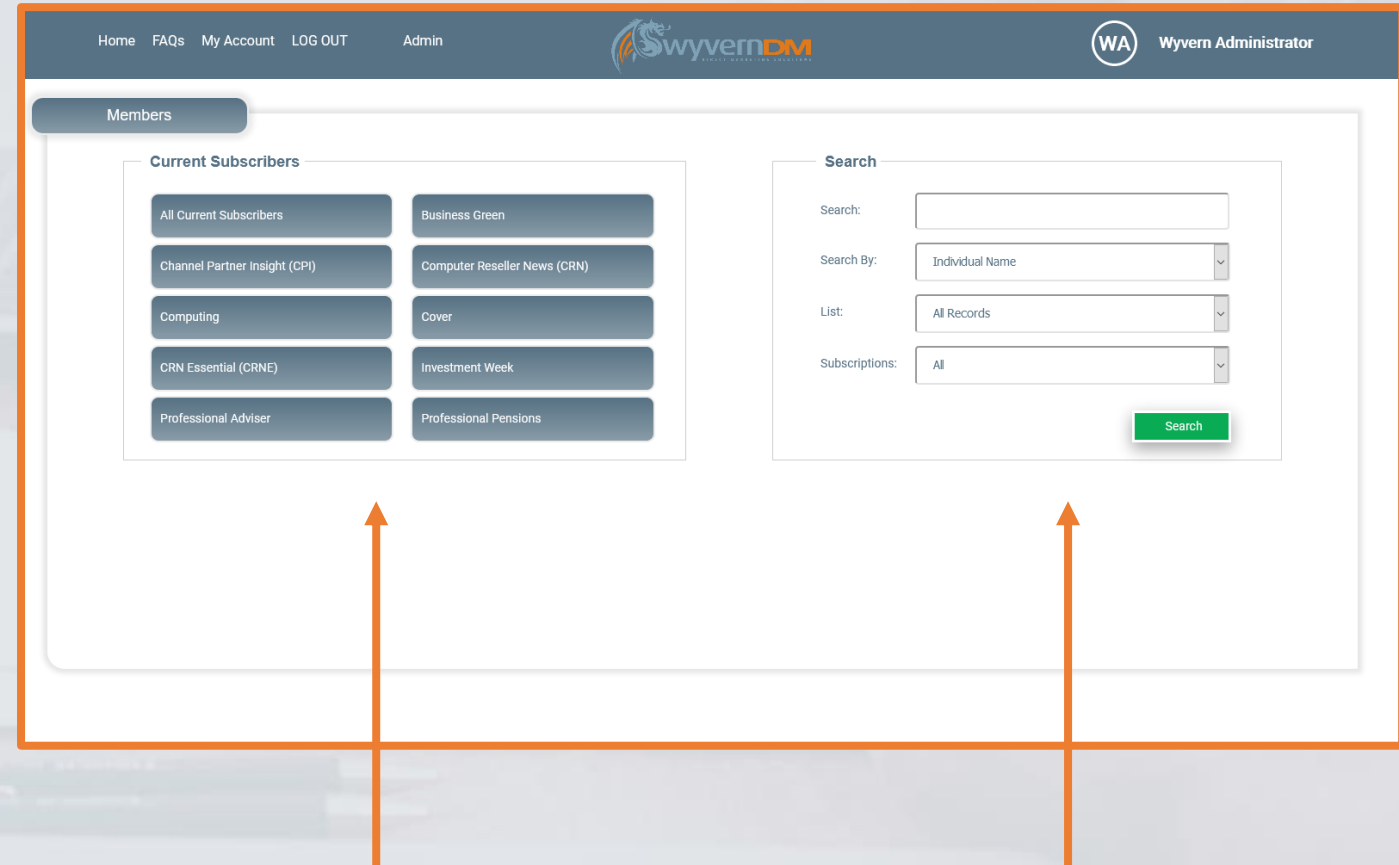 Home FAQs My Account LOG OUT Admin
wyvernDM
WA Wyvern Administrator
Members
Current Subscribers
All Current Subscribers Business Green
Channel Partner Insight (CPI) Computer Reseller News (CRN)
Computing Cover
CRN Essential (CRNE) Investment Week
Professional Adviser Professional Pensions
Search
Search:
Search By: Individual Name
List: All Records
Subscriptions: All
Search